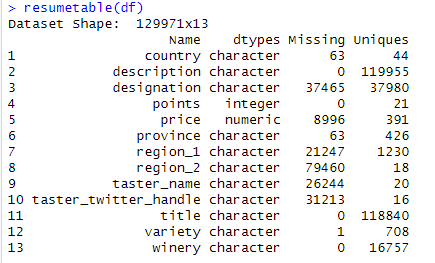 > resumetable(df)
Dataset Shape:  129971x13
                    Name    dtypes Missing Uniques
1                country character      63      44
2            description character       0  119955
3            designation character   37465   37980
4                 points   integer       0      21
5                  price   numeric    8996     391
6               province character      63     426
7               region_1 character   21247    1230
8               region_2 character   79460      18
9            taster_name character   26244      20
10 taster_twitter_handle character   31213      16
11                 title character       0  118840
12               variety character       1     708
13                winery character       0   16757